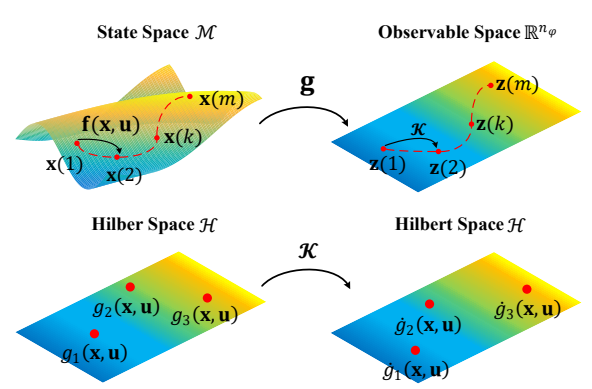 State Space ℳ
Observable Space ℝ^{n_φ}
g
x(m)
f(x, u)
x(k)
x(1)
x(2)
z(m)
z(k)
𝓚
z(1)
z(2)
Hilber Space ℋ
Hilbert Space ℋ
𝓚
g₂(x, u)
g₃(x, u)
g₁(x, u)
ġ₂(x, u)
ġ₃(x, u)
ġ₁(x, u)